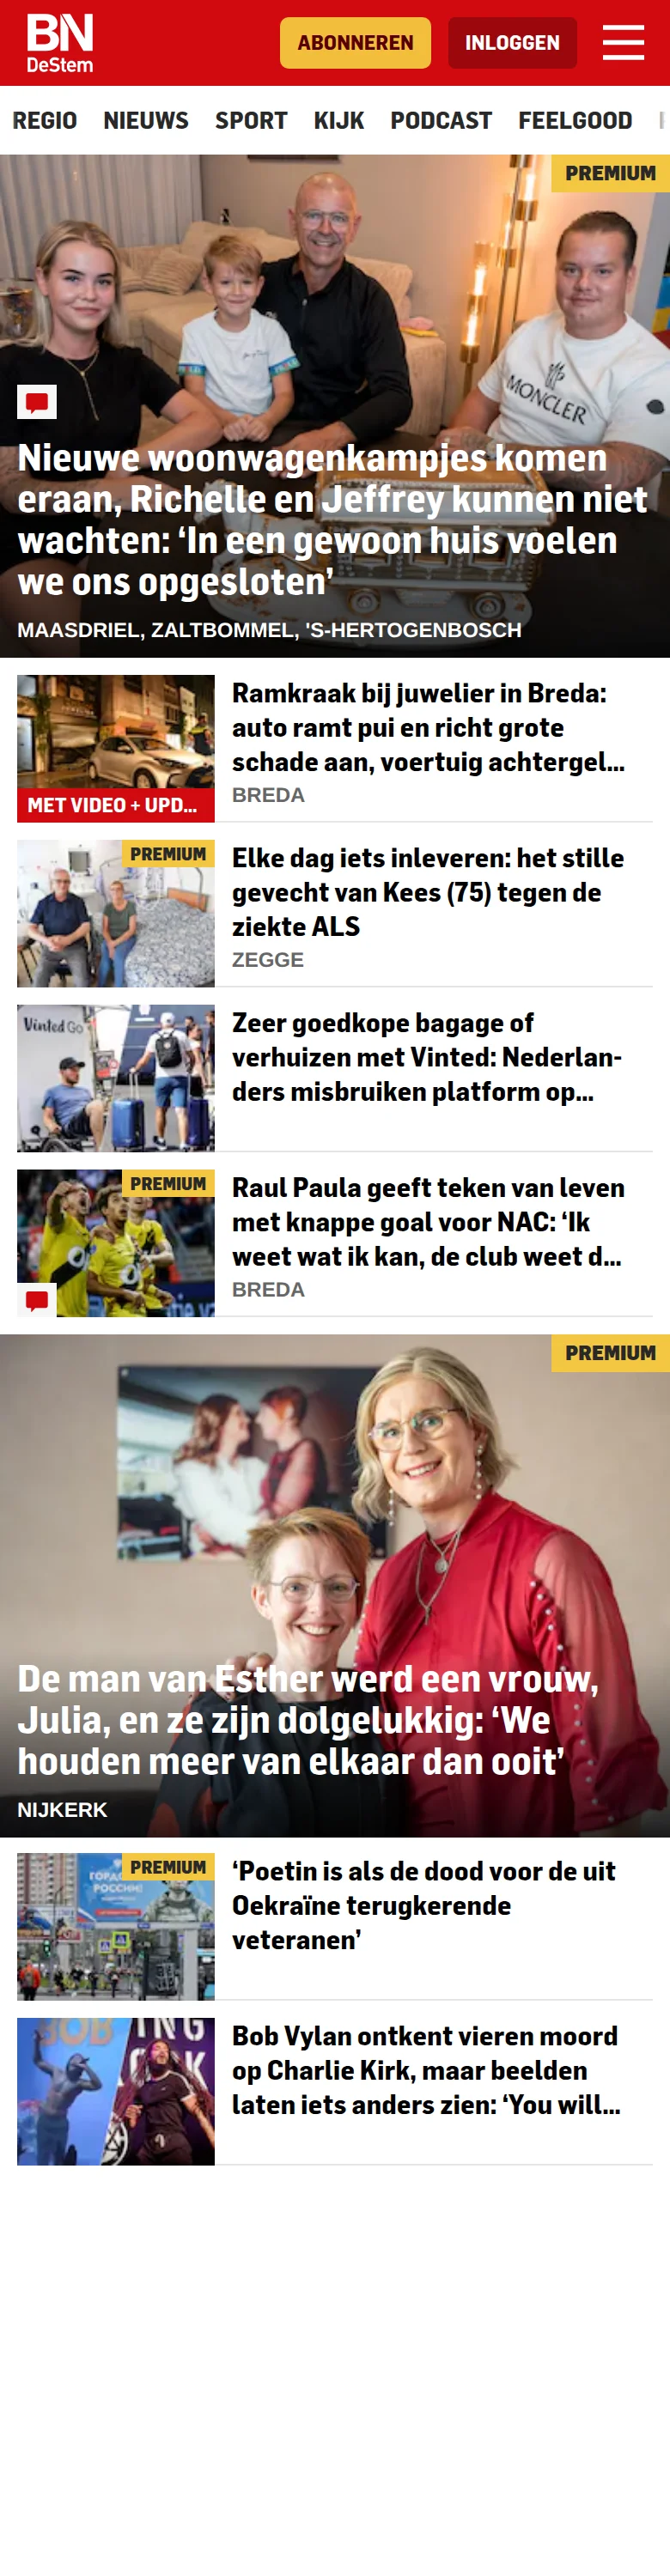 BN
DeStem
ABONNEREN
INLOGGEN
REGIO NIEUWS SPORT KIJK PODCAST FEELGOOD
PREMIUM
MONCLER
Nieuwe woonwagenkampjes komen
eraan, Richelle en Jeffrey kunnen niet
wachten: ‘In een gewoon huis voelen
we ons opgesloten’
MAASDRIEL, ZALTBOMMEL, 'S-HERTOGENBOSCH
MET VIDEO + UPD...
Ramkraak bij juwelier in Breda:
auto ramt pui en richt grote
schade aan, voertuig achtergel...
BREDA
PREMIUM
Elke dag iets inleveren: het stille
gevecht van Kees (75) tegen de
ziekte ALS
ZEGGE
Vinted Go
Zeer goedkope bagage of
verhuizen met Vinted: Nederlan-
ders misbruiken platform op...
PREMIUM
Raul Paula geeft teken van leven
met knappe goal voor NAC: ‘Ik
weet wat ik kan, de club weet d...
BREDA
PREMIUM
De man van Esther werd een vrouw,
Julia, en ze zijn dolgelukkig: ‘We
houden meer van elkaar dan ooit’
NIJKERK
PREMIUM
РОССИИ!
‘Poetin is als de dood voor de uit
Oekraïne terugkerende
veteranen’
BOB
Bob Vylan ontkent vieren moord
op Charlie Kirk, maar beelden
laten iets anders zien: ‘You will...